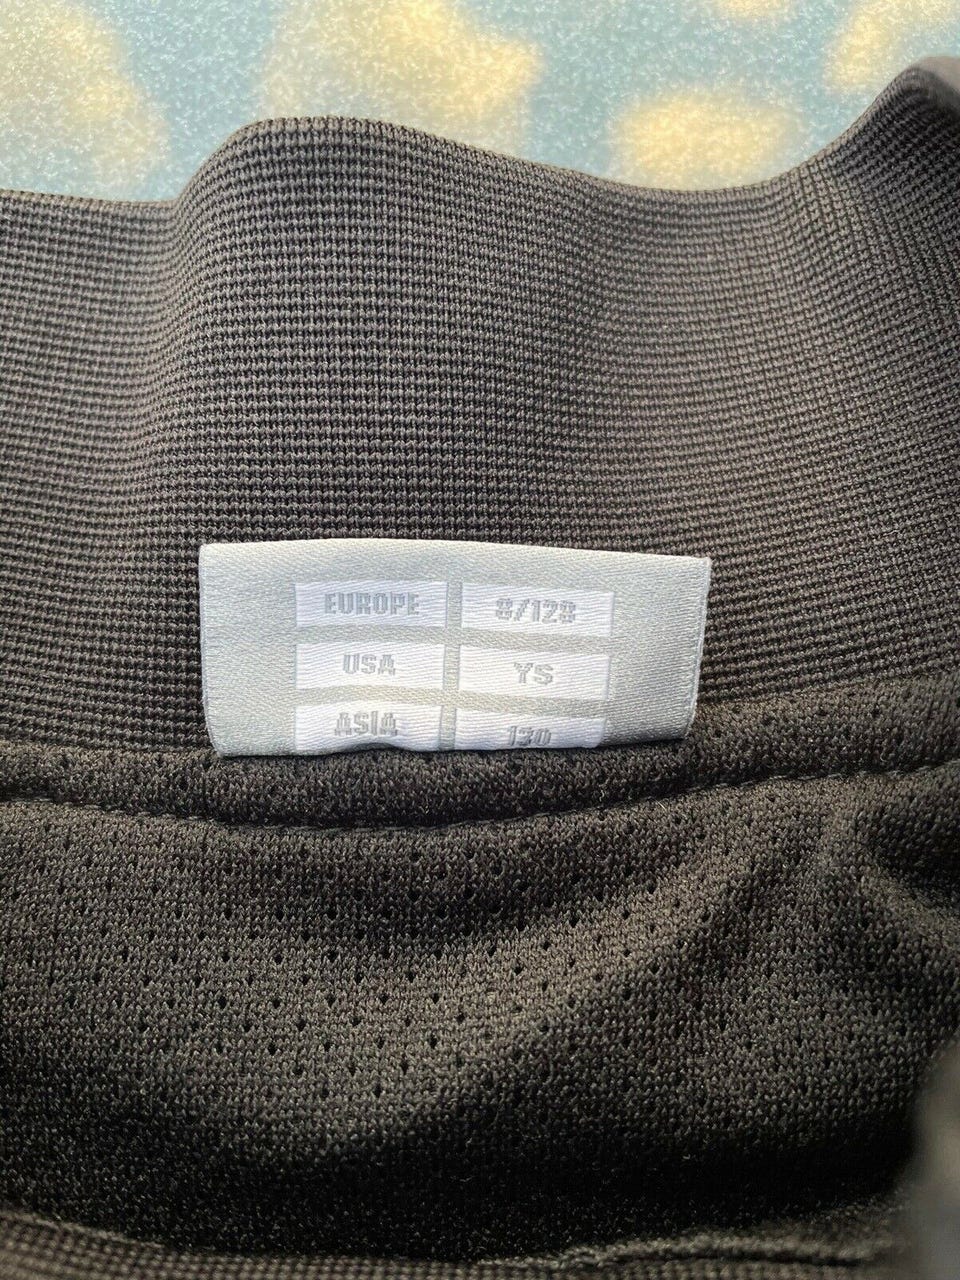 EUROPE 8/128
USA YS
ASIA 130